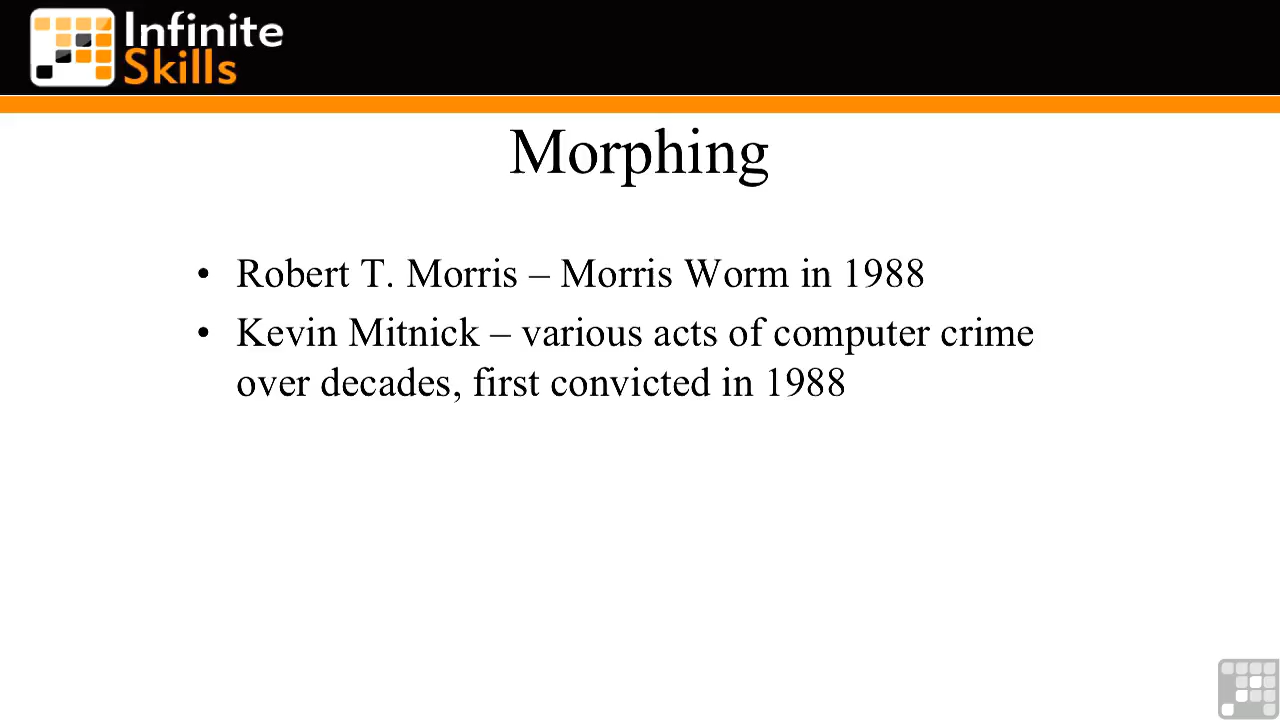 Infinite
Skills
Morphing
• Robert T. Morris – Morris Worm in 1988
• Kevin Mitnick – various acts of computer crime
over decades, first convicted in 1988